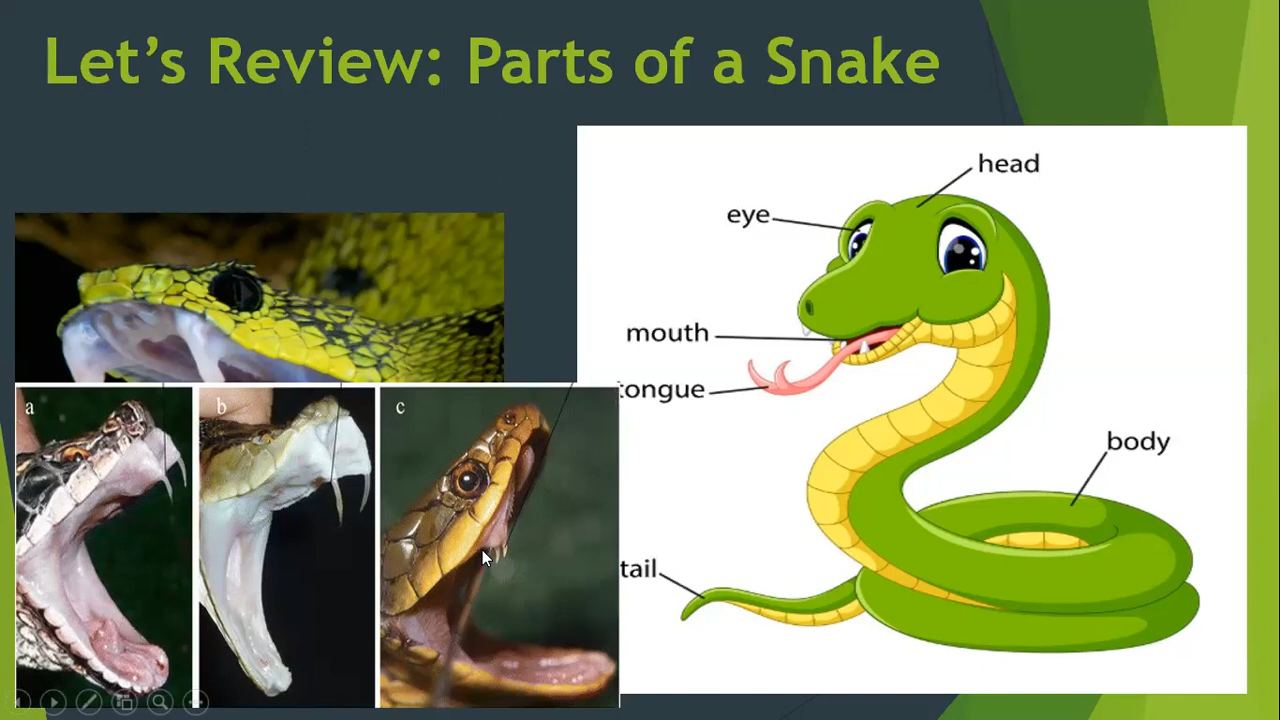 Let's Review: Parts of a Snake
head
eye
mouth
tongue
body
tail
a
b
c